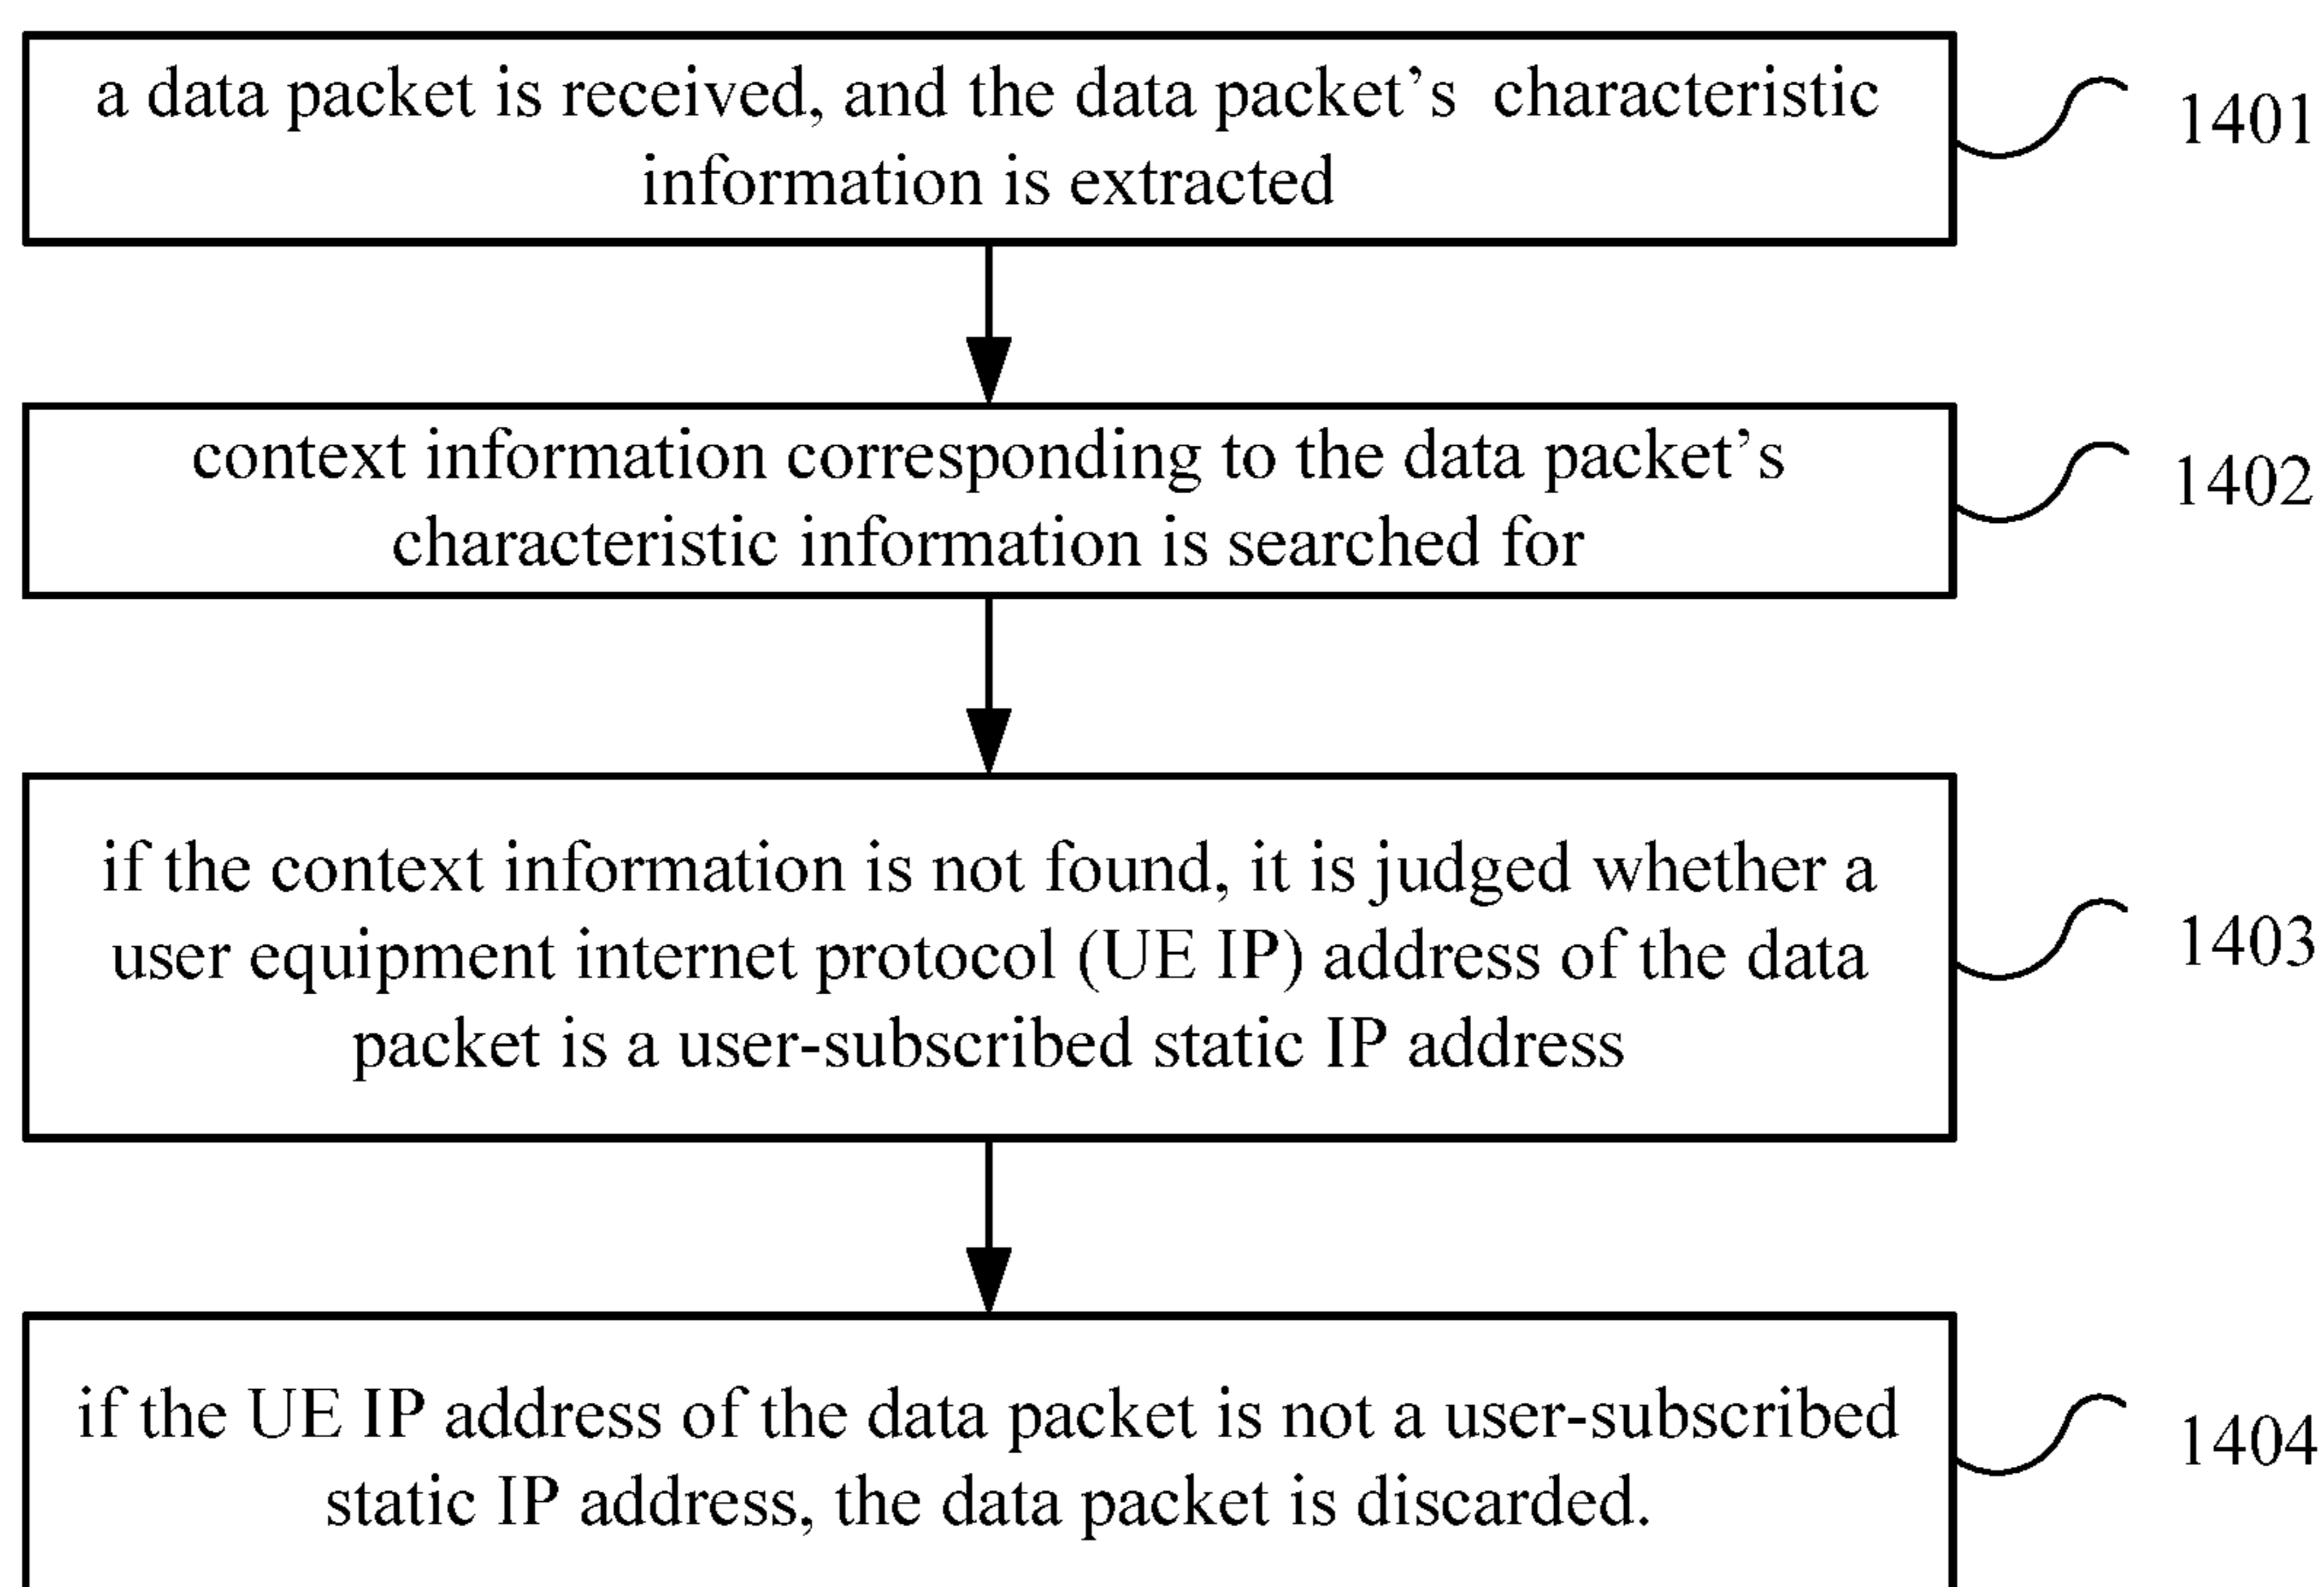 a data packet is received, and the data packet’s characteristic
information is extracted
1401
context information corresponding to the data packet’s
characteristic information is searched for
1402
if the context information is not found, it is judged whether a
user equipment internet protocol (UE IP) address of the data
packet is a user-subscribed static IP address
1403
if the UE IP address of the data packet is not a user-subscribed
static IP address, the data packet is discarded.
1404